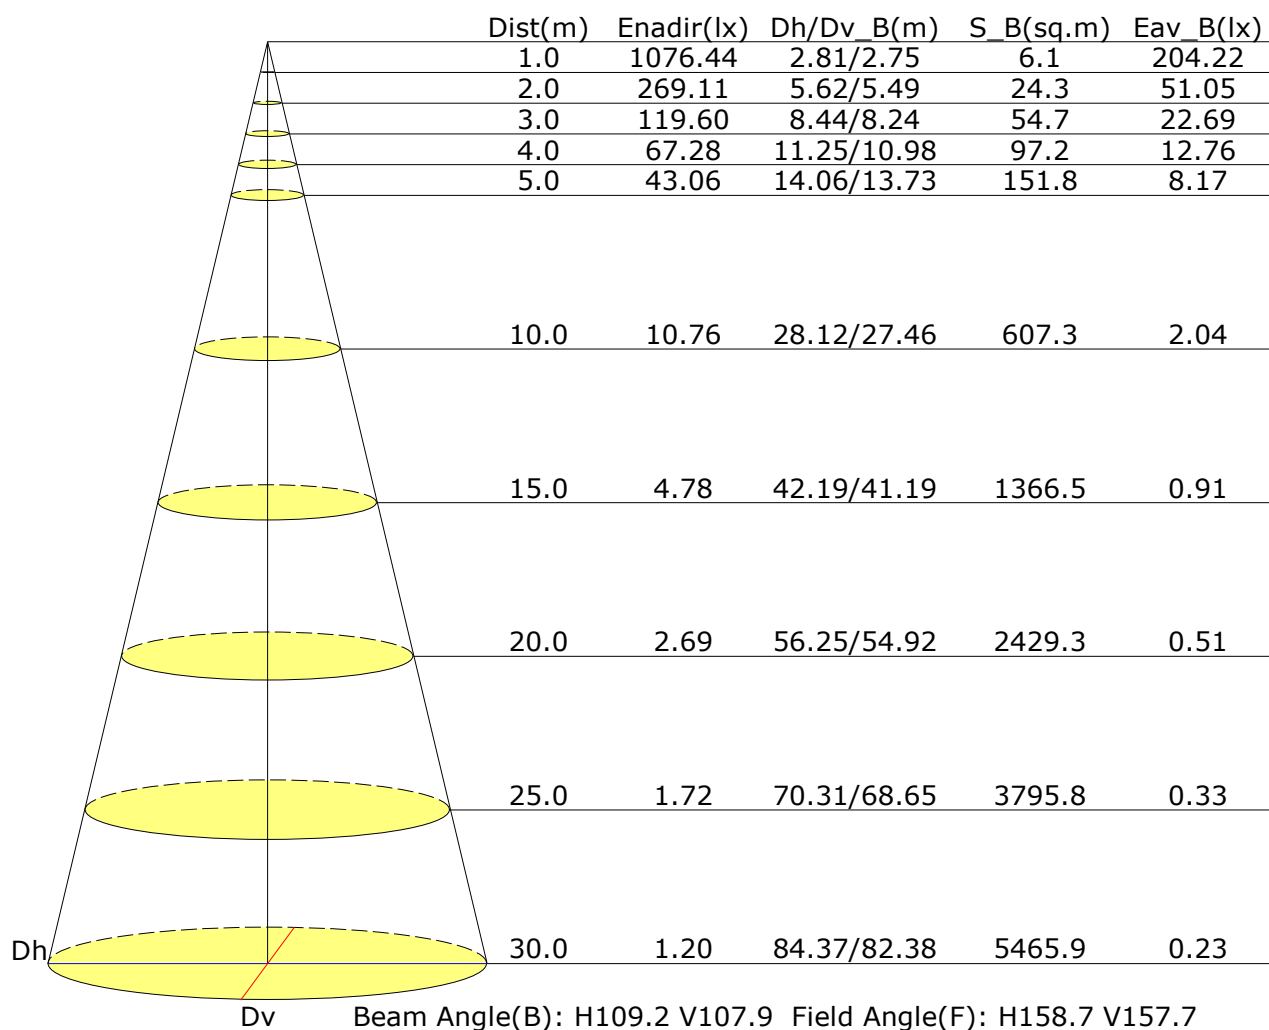 Dist(m) Enadir(lx) Dh/Dv_B(m) S_B(sq.m) Eav_B(lx)
1.0 1076.44 2.81/2.75 6.1 204.22
2.0 269.11 5.62/5.49 24.3 51.05
3.0 119.60 8.44/8.24 54.7 22.69
4.0 67.28 11.25/10.98 97.2 12.76
5.0 43.06 14.06/13.73 151.8 8.17
10.0 10.76 28.12/27.46 607.3 2.04
15.0 4.78 42.19/41.19 1366.5 0.91
20.0 2.69 56.25/54.92 2429.3 0.51
25.0 1.72 70.31/68.65 3795.8 0.33
Dh 30.0 1.20 84.37/82.38 5465.9 0.23
Dv Beam Angle(B): H109.2 V107.9 Field Angle(F): H158.7 V157.7